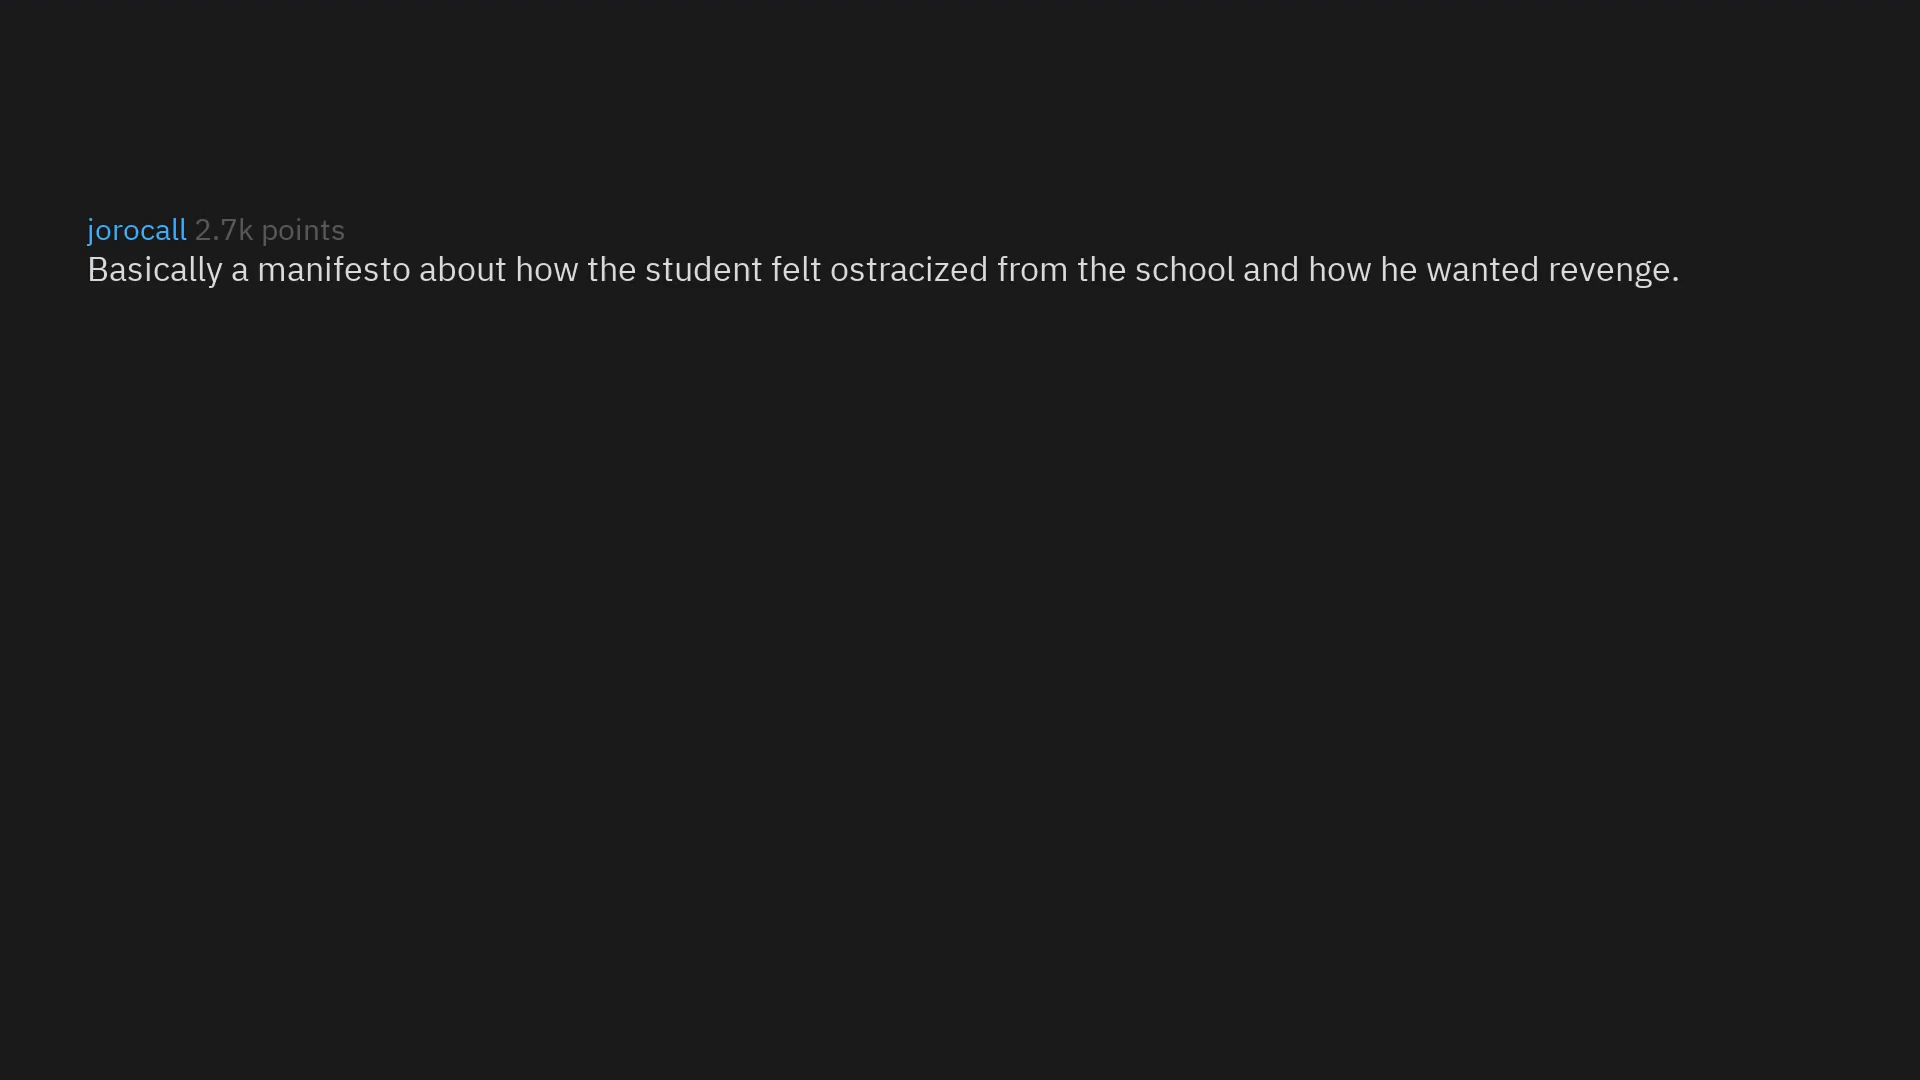 jorocall 2.7k points
Basically a manifesto about how the student felt ostracized from the school and how he wanted revenge.